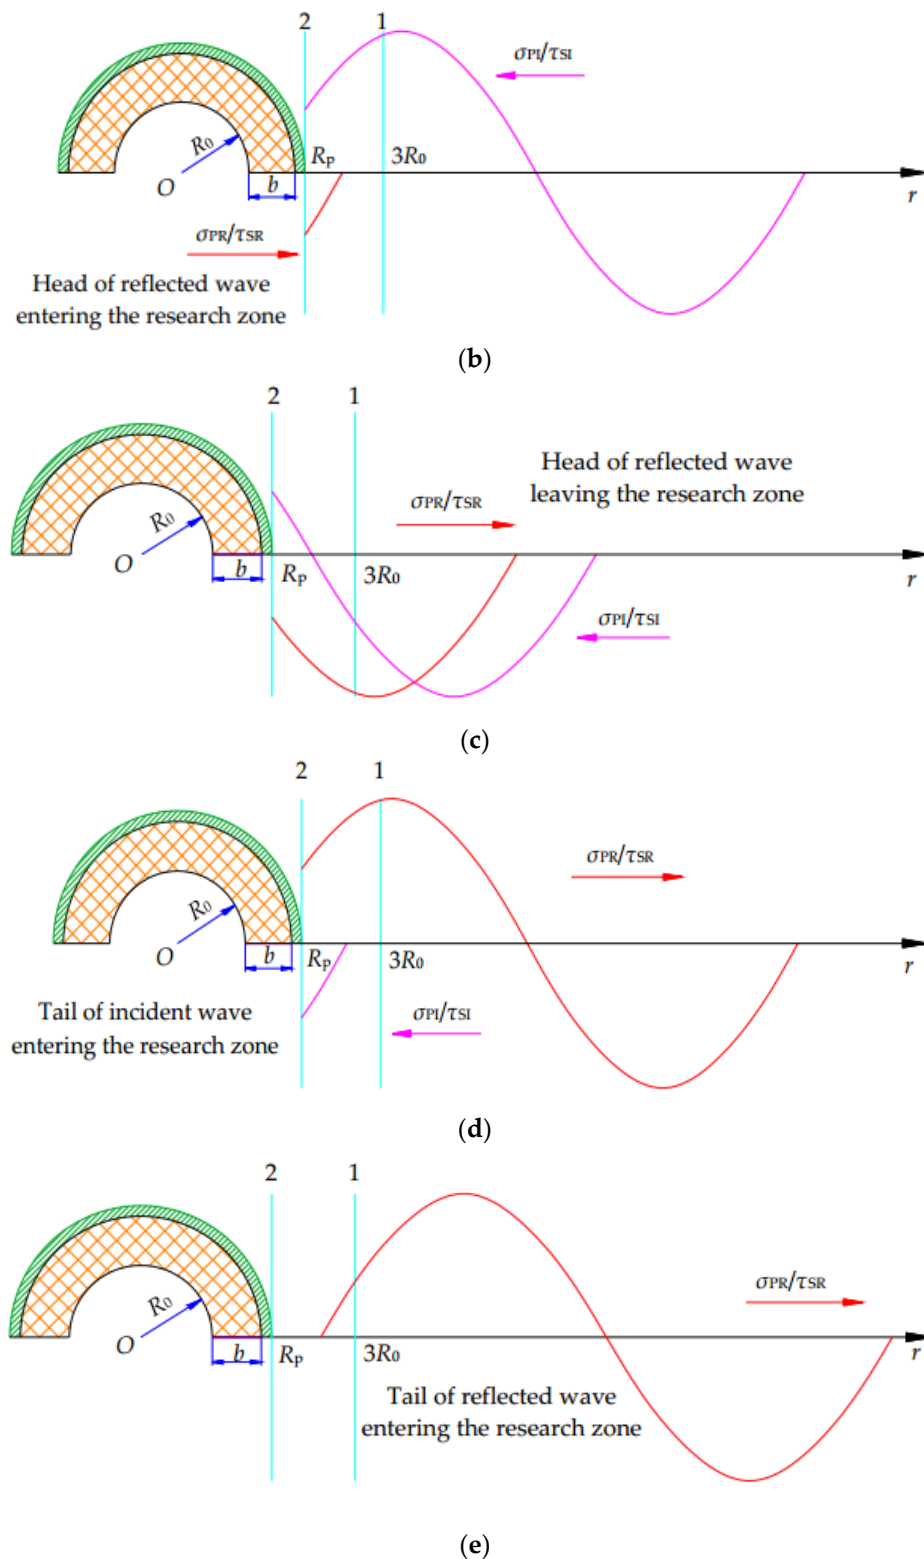 2 1
σPI/τSI
R0
O
b
Rp
3R0
r
σPR/τSR
Head of reflected wave
entering the research zone
(b)
2 1
Head of reflected wave
leaving the research zone
σPR/τSR
R0
O
b
RP
3R0
r
σPI/τSI
(c)
2 1
σPR/τSR
R0
O
b
RP
3R0
r
Tail of incident wave
entering the research zone
σPI/τSI
(d)
2 1
σPR/τSR
R0
O
b
RP
3R0
r
Tail of reflected wave
entering the research zone
(e)